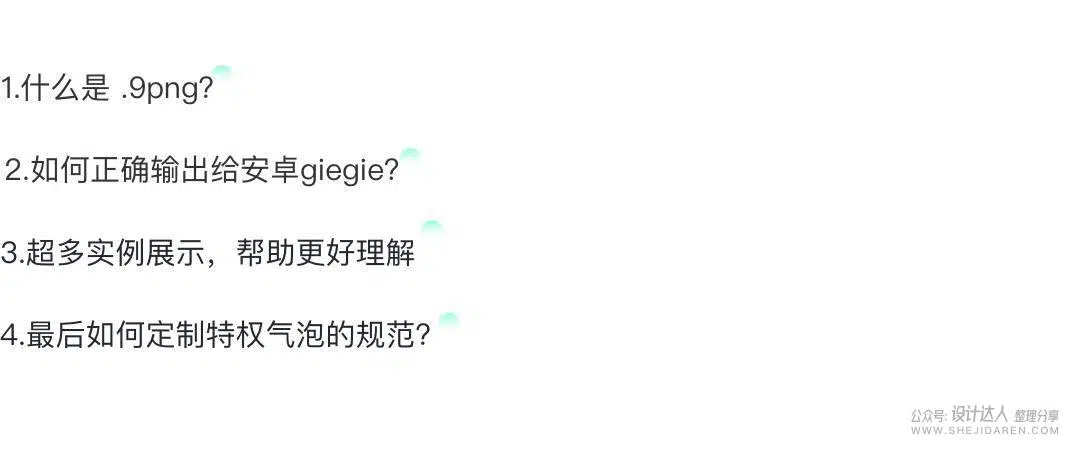 1.什么是 .9png?
2.如何正确输出给安卓giegie?
3.超多实例展示，帮助更好理解
4.最后如何定制特权气泡的规范?
公众号: 设计达人 整理分享
WWW.SHEJIDAREN.COM